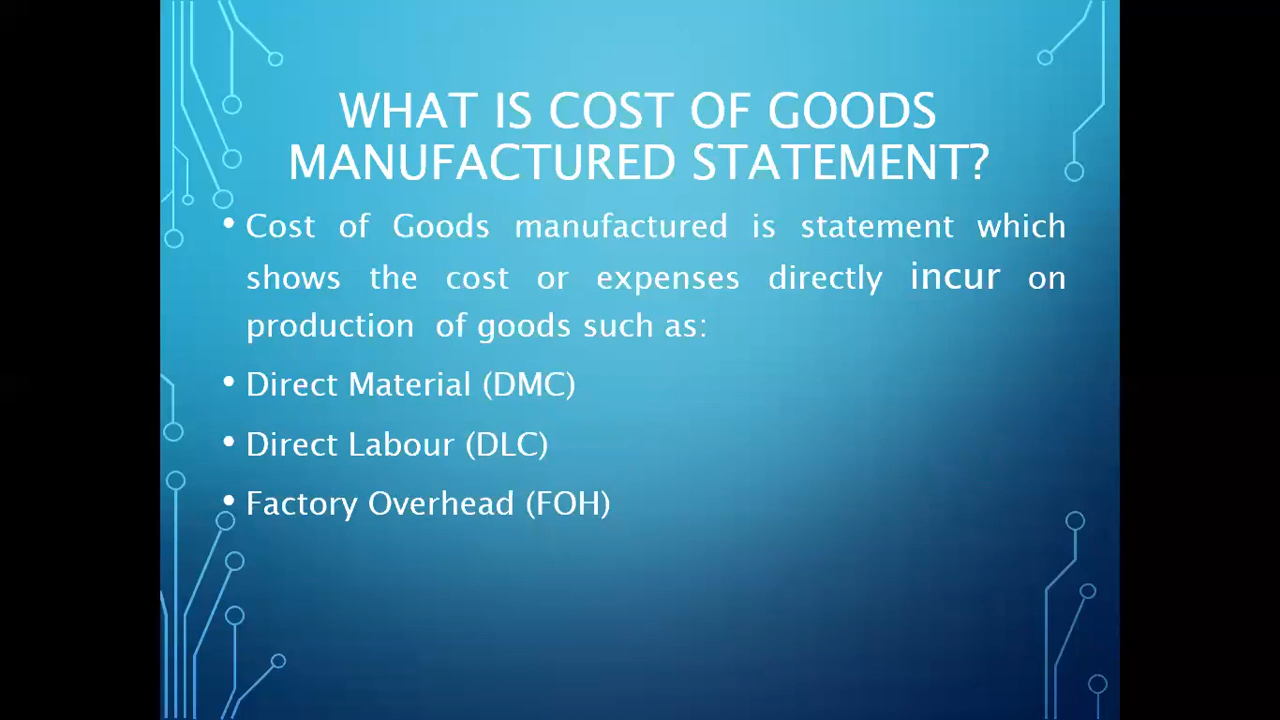 WHAT IS COST OF GOODS
MANUFACTURED STATEMENT?
• Cost of Goods manufactured is statement which
shows the cost or expenses directly incur on
production of goods such as:
• Direct Material (DMC)
• Direct Labour (DLC)
• Factory Overhead (FOH)